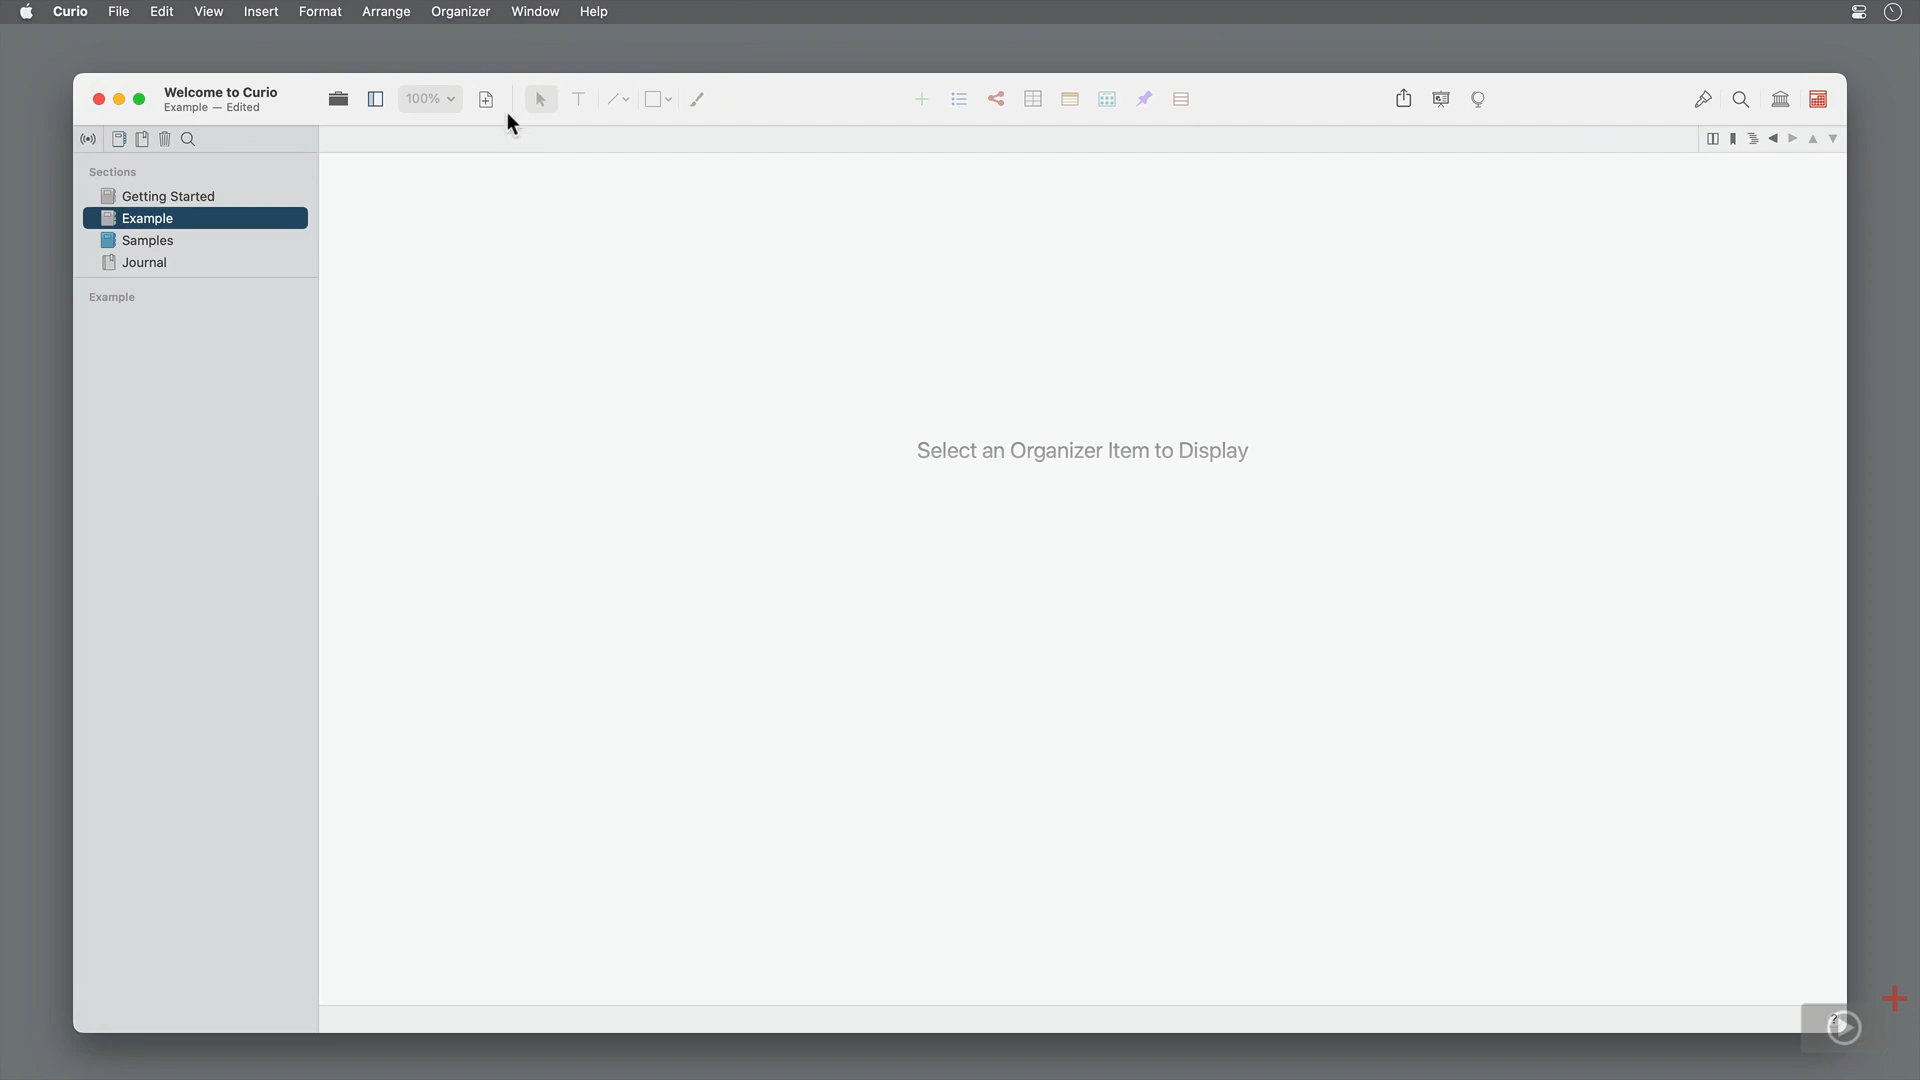 Curio File Edit View Insert Format Arrange Organizer Window Help
Welcome to Curio
Example — Edited
100%
Sections
Getting Started
Example
Samples
Journal
Example
Select an Organizer Item to Display
?